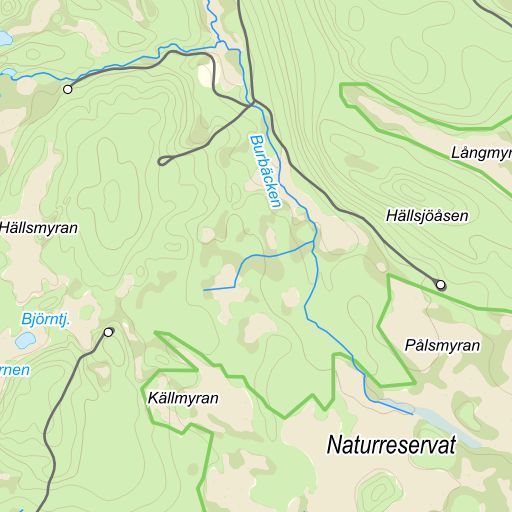 Burbäcken
Långmyr
Hällsjöåsen
Hällsmyran
Björntj.
rnen
Pålsmyran
Källmyran
Naturreservat